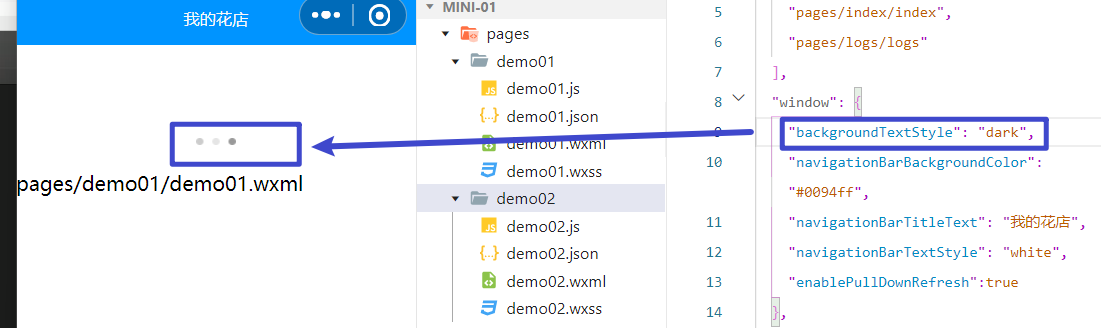 我的花店
pages/demo01/demo01.wxml
MINI-01
pages
demo01
JS demo01.js
{..} demo01.json
demo01.wxml
demo01.wxss
demo02
JS demo02.js
{..} demo02.json
demo02.wxml
demo02.wxss
5 "pages/index/index",
6 "pages/logs/logs"
7 ],
8 "window": {
9 "backgroundTextStyle": "dark",
10 "navigationBarBackgroundColor":
"#0094ff",
11 "navigationBarTitleText": "我的花店",
12 "navigationBarTextStyle": "white",
13 "enablePullDownRefresh":true
14 },